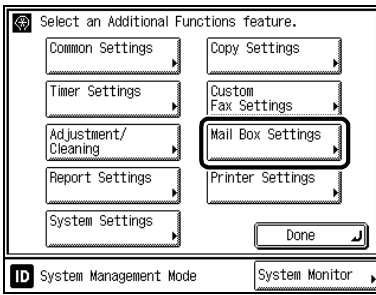 Select an Additional Functions feature.
Common Settings
Copy Settings
Timer Settings
Custom
Fax Settings
Adjustment/
Cleaning
Mail Box Settings
Report Settings
Printer Settings
System Settings
Done
ID System Management Mode
System Monitor